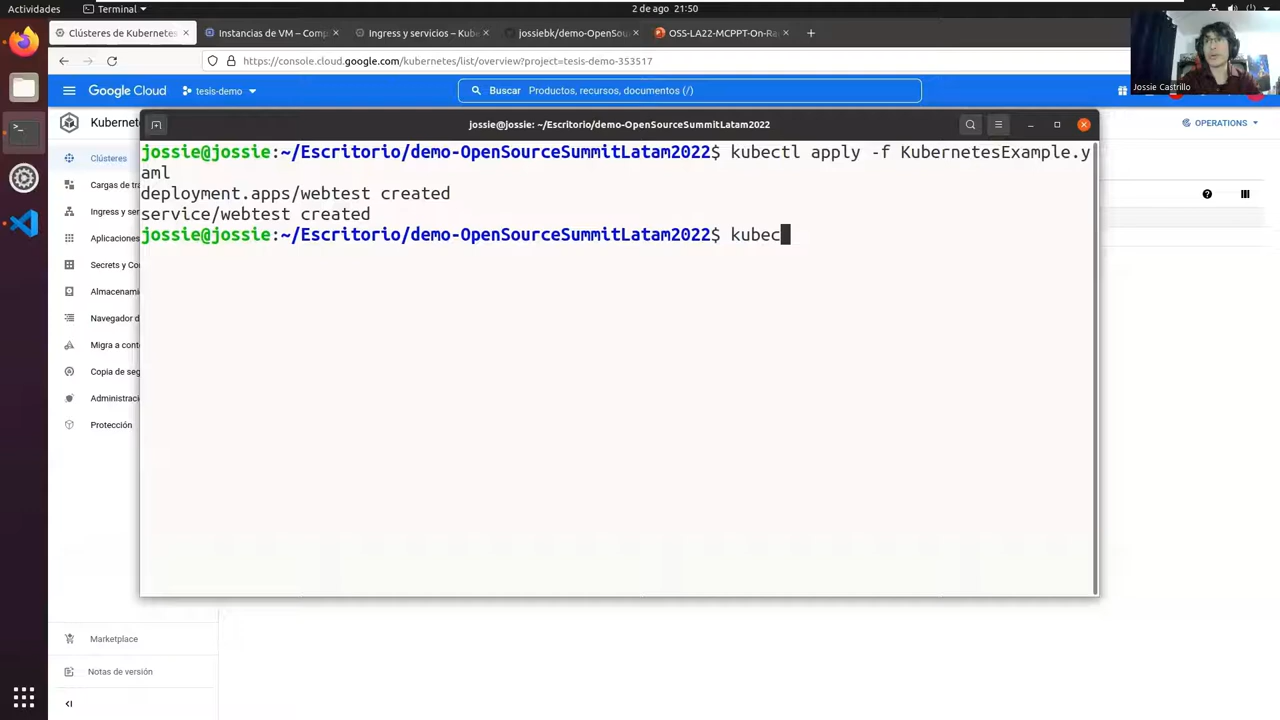 Actividades
Terminal
2 de ago 21:50
Clústeres de Kubernetes
Instancias de VM – Comp
Ingress y servicios – Kube
jossiebk/demo-OpenSou
OSS-LA22-MCPPT-On-Ra
https://console.cloud.google.com/kubernetes/list/overview?project=tesis-demo-353517
Jossie Castrillo
Google Cloud
tesis-demo
Buscar Productos, recursos, documentos (/)
Kubernet
OPERATIONS
jossie@jossie: ~/Escritorio/demo-OpenSourceSummitLatam2022
jossie@jossie:~/Escritorio/demo-OpenSourceSummitLatam2022$ kubectl apply -f KubernetesExample.y
aml
deployment.apps/webtest created
service/webtest created
jossie@jossie:~/Escritorio/demo-OpenSourceSummitLatam2022$ kubec
Clústeres
Cargas de tra
Ingress y ser
Aplicaciones
Secrets y Co
Almacenami
Navegador d
Migra a cont
Copia de seg
Administraci
Protección
Marketplace
Notas de versión